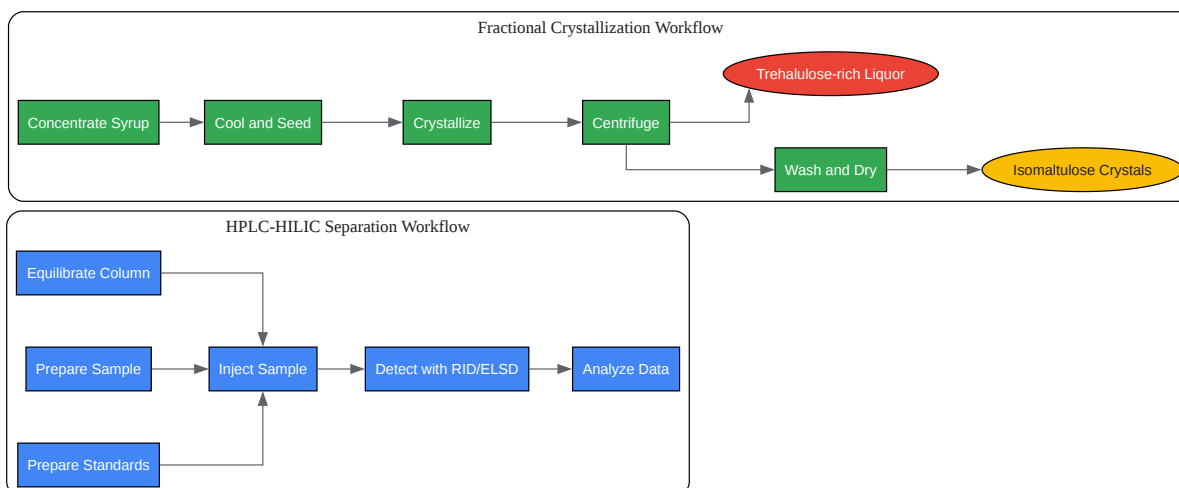 Fractional Crystallization Workflow
Trehalulose-rich Liquor
Concentrate Syrup
Cool and Seed
Crystallize
Centrifuge
Wash and Dry
Isomaltulose Crystals
HPLC-HILIC Separation Workflow
Equilibrate Column
Prepare Sample
Inject Sample
Detect with RID/ELSD
Analyze Data
Prepare Standards